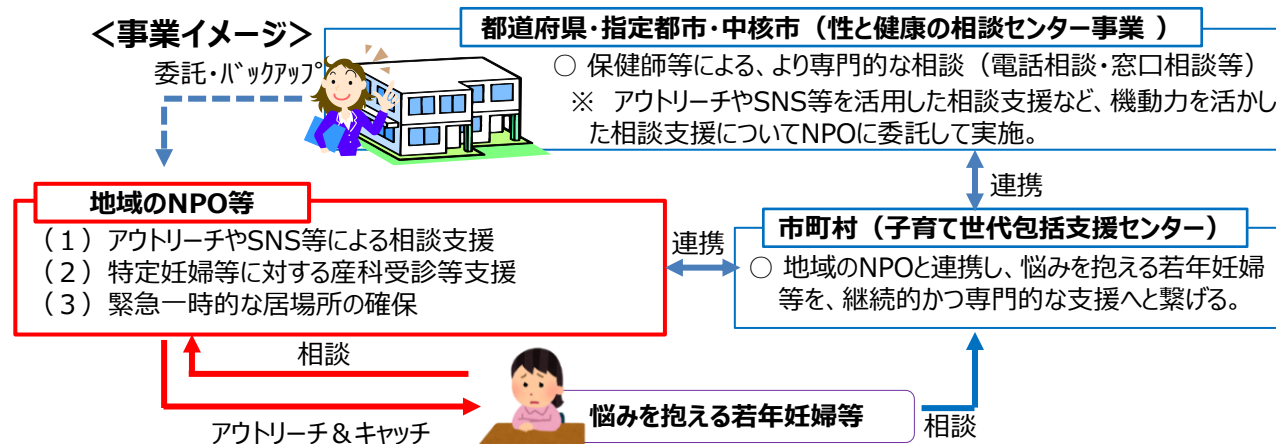 <事業イメージ>
都道府県・指定都市・中核市（性と健康の相談センター事業 ）
委託・バックアップ
○ 保健師等による、より専門的な相談（電話相談・窓口相談等）
※ アウトリーチやSNS等を活用した相談支援など、機動力を活かし
た相談支援についてNPOに委託して実施。
連携
地域のNPO等
（１）アウトリーチやSNS等による相談支援
（２）特定妊婦等に対する産科受診等支援
（３）緊急一時的な居場所の確保
連携
市町村（子育て世代包括支援センター）
○ 地域のNPOと連携し、悩みを抱える若年妊婦
等を、継続的かつ専門的な支援へと繋げる。
相談
悩みを抱える若年妊婦等
相談
アウトリーチ＆キャッチ